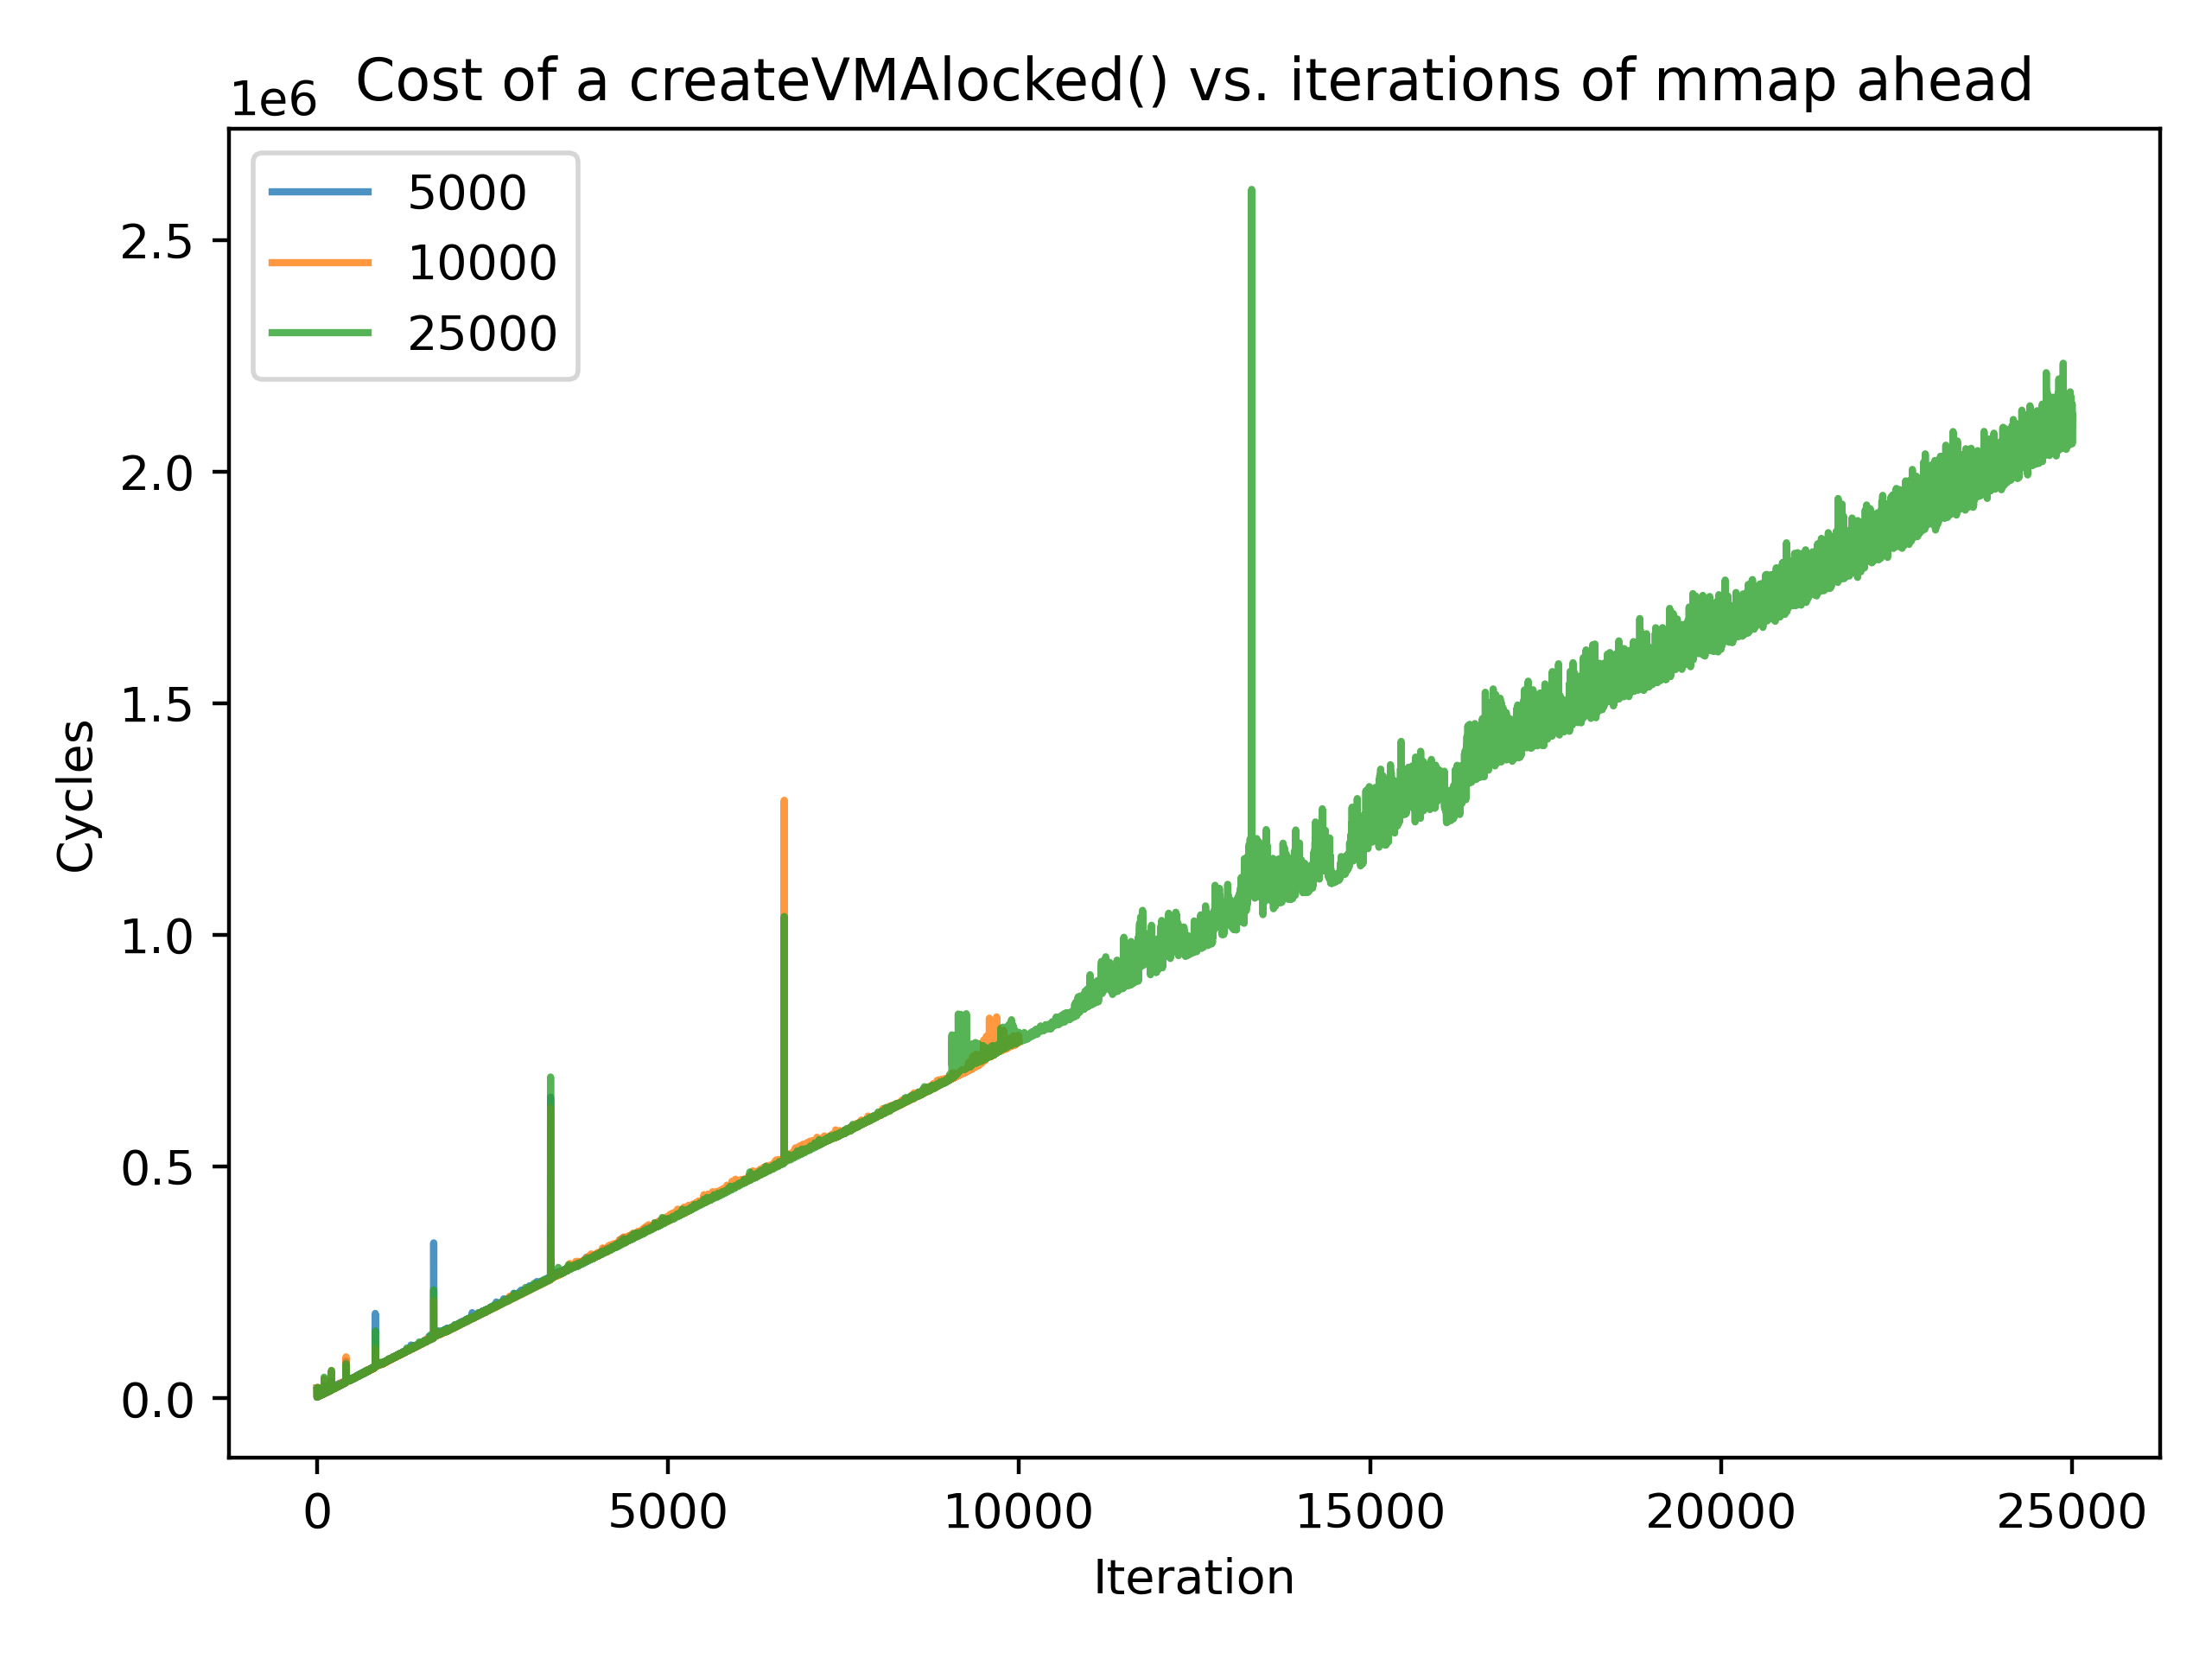 Cost of a createVMAlocked() vs. iterations of mmap ahead
1e6
5000
10000
25000
2.5
2.0
1.5
1.0
0.5
0.0
Cycles
0 5000 10000 15000 20000 25000
Iteration